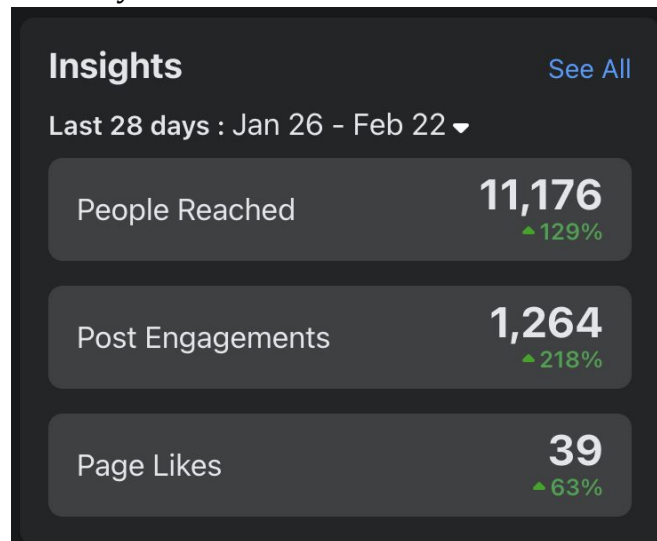 Insights
See All
Last 28 days : Jan 26 - Feb 22
People Reached
11,176
129%
Post Engagements
1,264
218%
Page Likes
39
63%